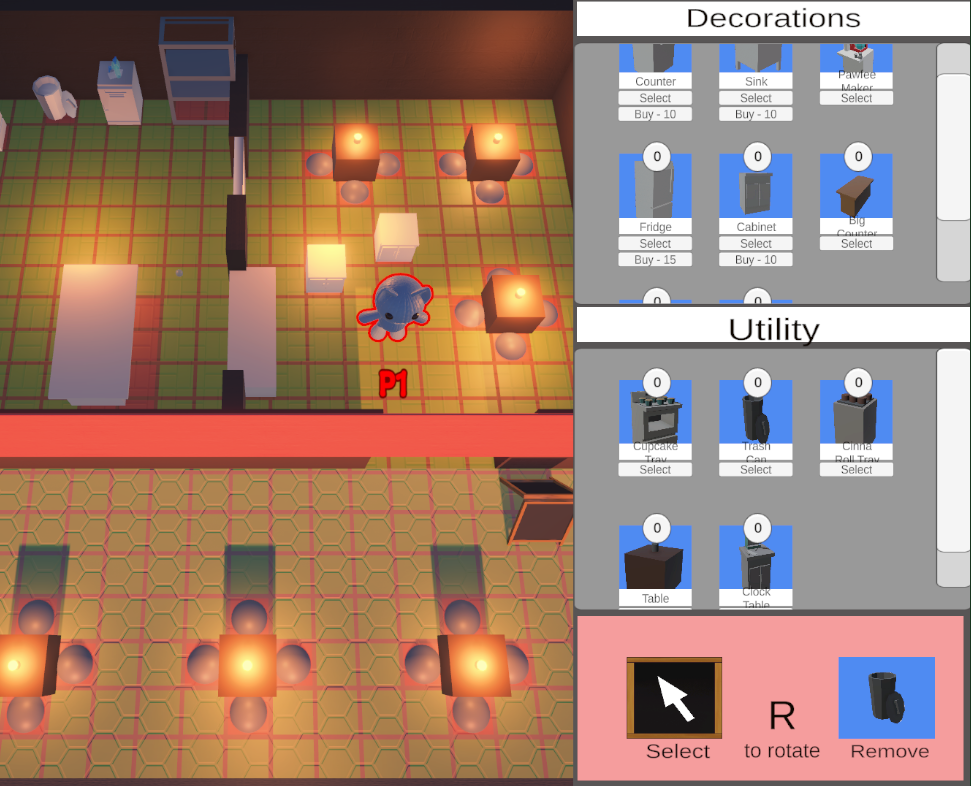 Decorations
Counter
Sink
Pawfee
Maker
Select
Select
Select
Buy - 10
Buy - 10
0
0
0
Fridge
Cabinet
Big
Counter
Select
Select
Select
Buy - 15
Buy - 10
0
0
0
P1
Utility
0
0
0
Cupcake
Tray
Trash
Can
Cinna
Roll Tray
Select
Select
Select
0
0
Table
Clock
Table
R
Select
to rotate
Remove